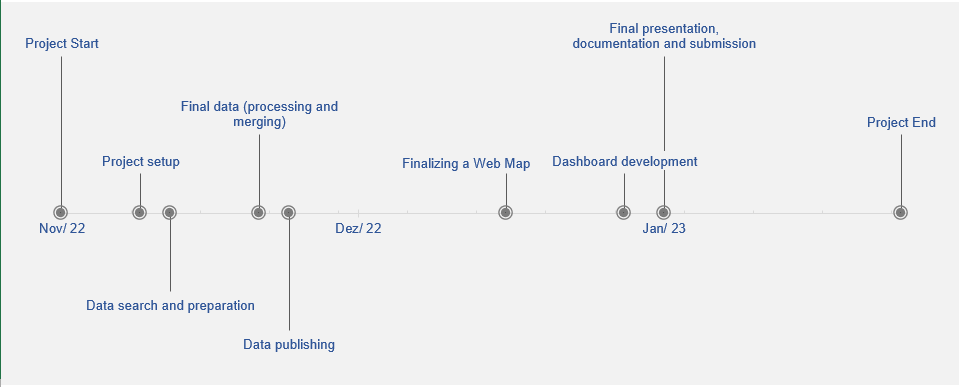 Final presentation,
documentation and submission
Project Start
Final data (processing and
merging)
Project End
Project setup
Finalizing a Web Map
Dashboard development
Nov/ 22
Dez/ 22
Jan/ 23
Data search and preparation
Data publishing